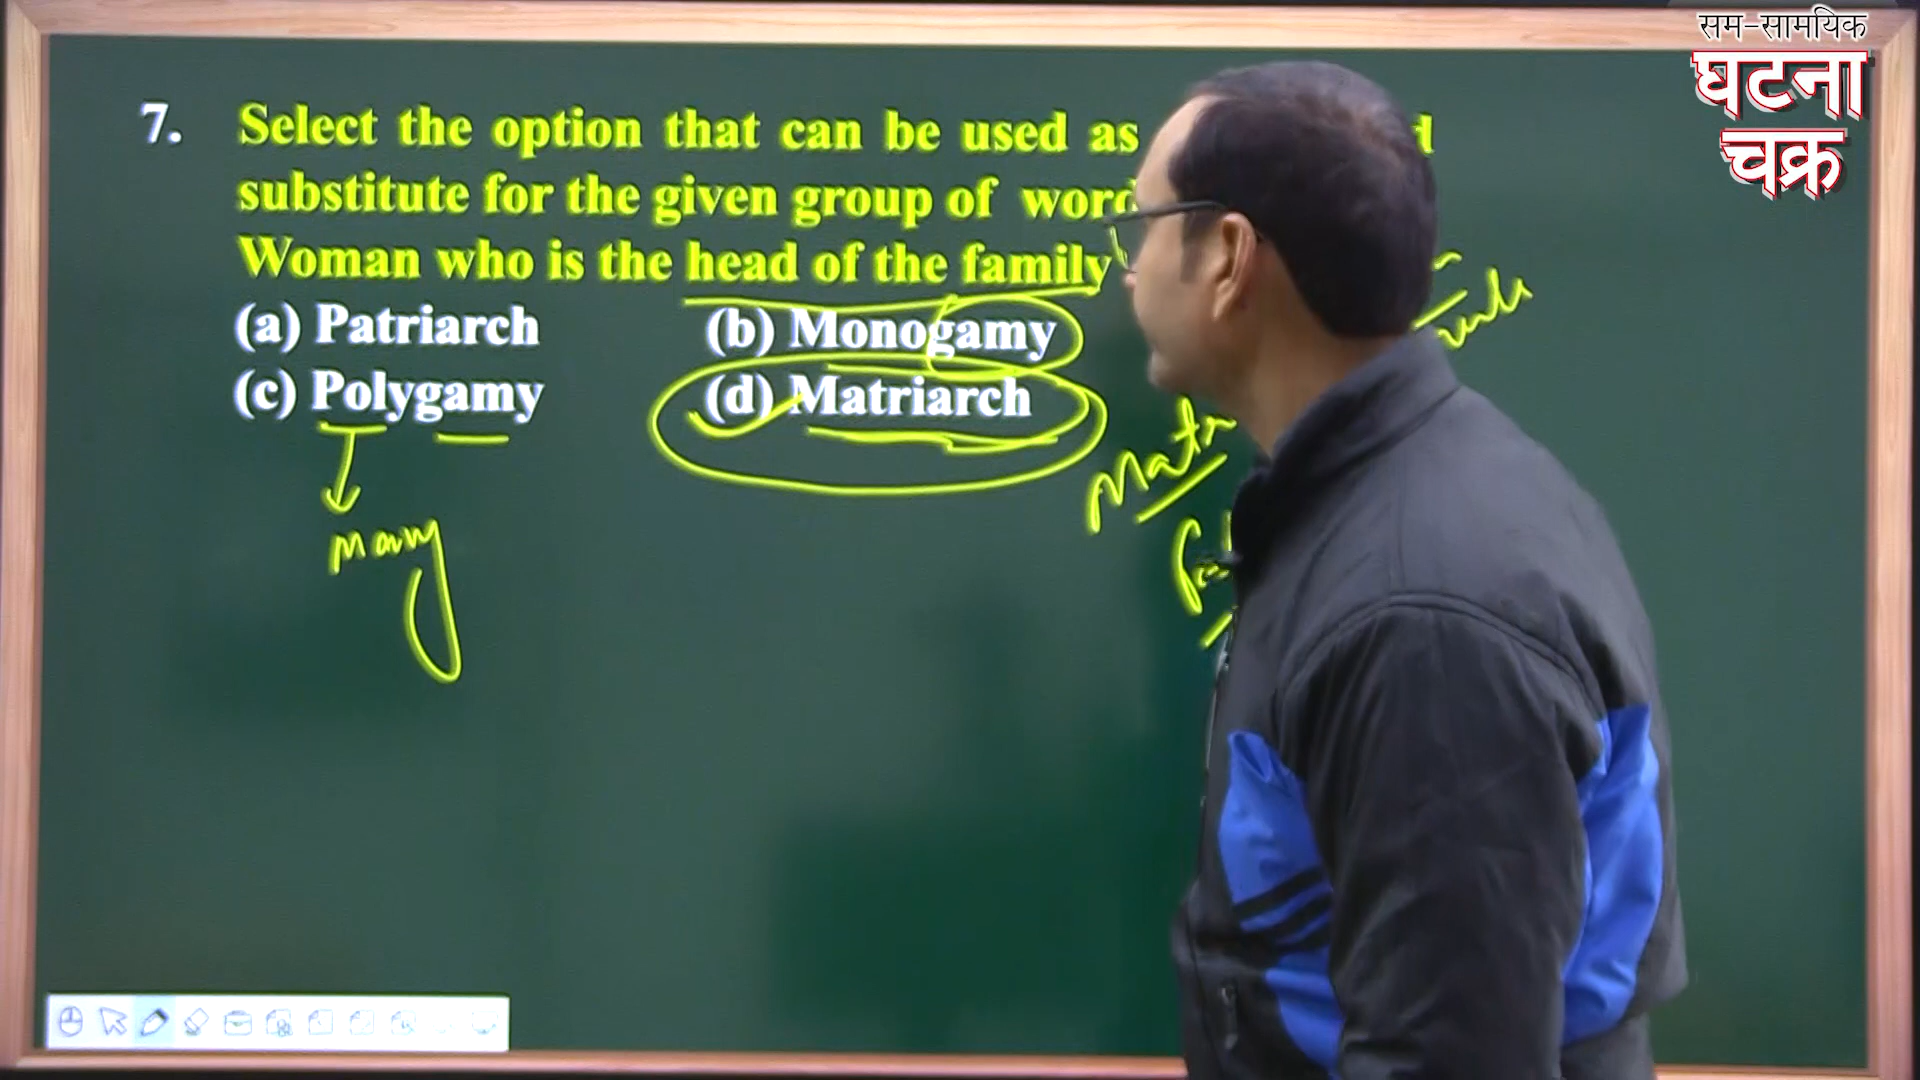 सम-सामयिक
घटना
चक्र
7. Select the option that can be used as
substitute for the given group of word
Woman who is the head of the family
(a) Patriarch (b) Monogamy
(c) Polygamy (d) Matriarch
Many